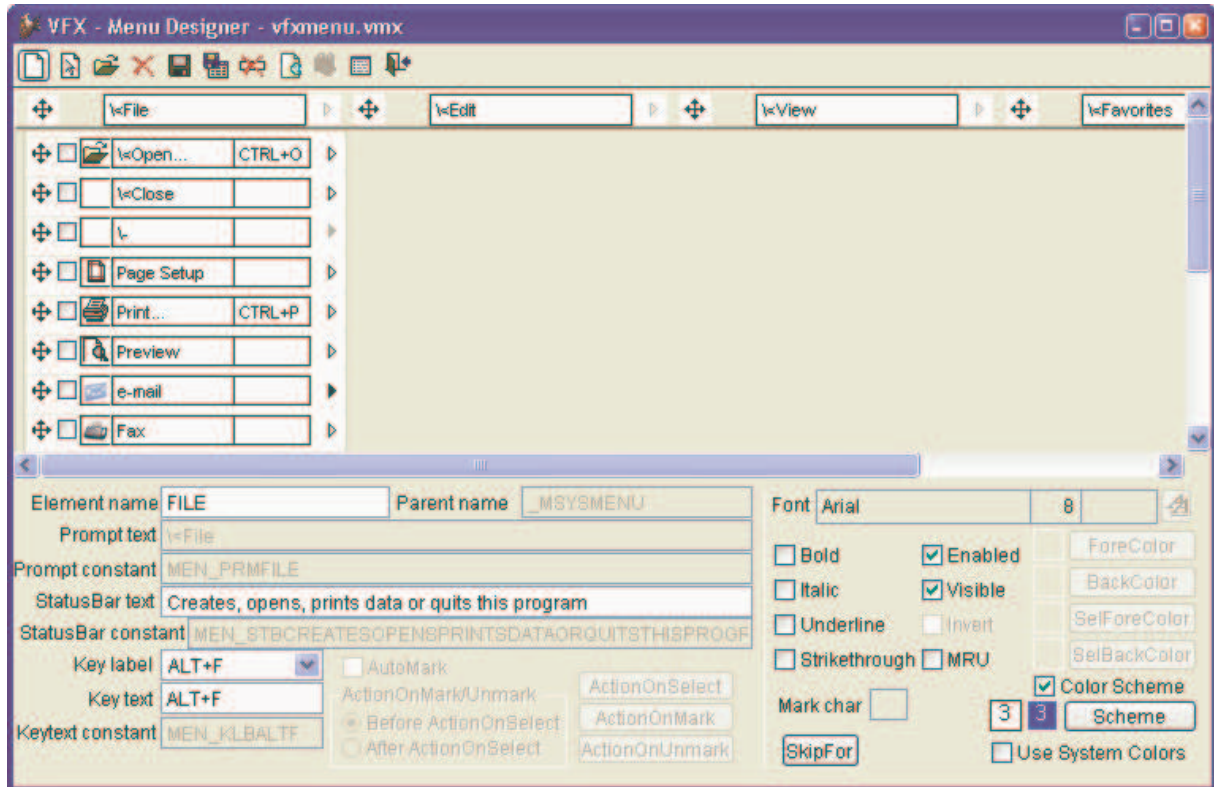 VFX - Menu Designer - vfxmenu.vmx
\<File \<Edit \<View \<Favorites
\<Open... CTRL+O
\<Close
\-
Page Setup
Print... CTRL+P
Preview
e-mail
Fax
Element name FILE Parent name _MSYSMENU
Prompt text \<File
Prompt constant MEN_PRMFILE
StatusBar text Creates, opens, prints data or quits this program
StatusBar constant MEN_STBCREATESOPENSPRINTSDATAORQUITSTHISPROGF
Key label ALT+F
Key text ALT+F
Keytext constant MEN_KLBALTF
AutoMark
ActionOnMark/Unmark
Before ActionOnSelect
After ActionOnSelect
ActionOnSelect
ActionOnMark
ActionOnUnmark
Font Arial 8
Bold Enabled ForeColor
Italic Visible BackColor
Underline Invert SelForeColor
Strikethrough MRU SelBackColor
Mark char
Color Scheme
3 3 Scheme
SkipFor Use System Colors